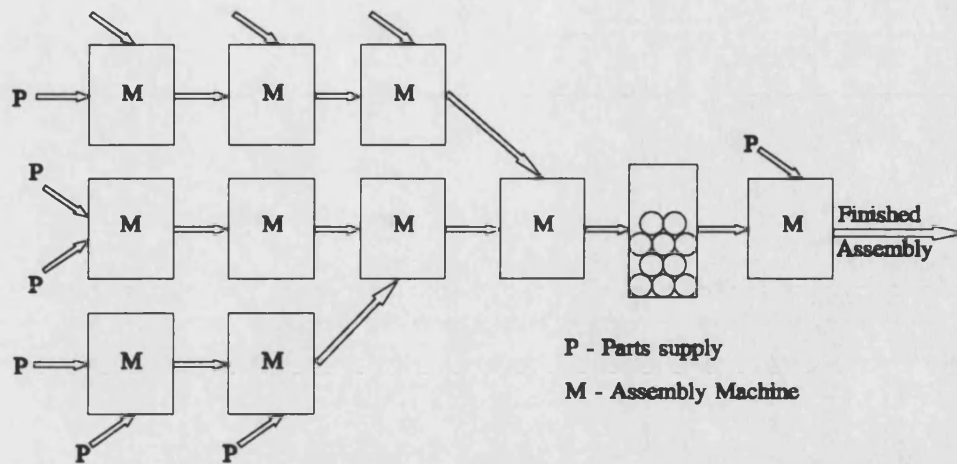 P M M M
P
P M M M M P M Finished
Assembly
P M M
P P
P - Parts supply
M - Assembly Machine